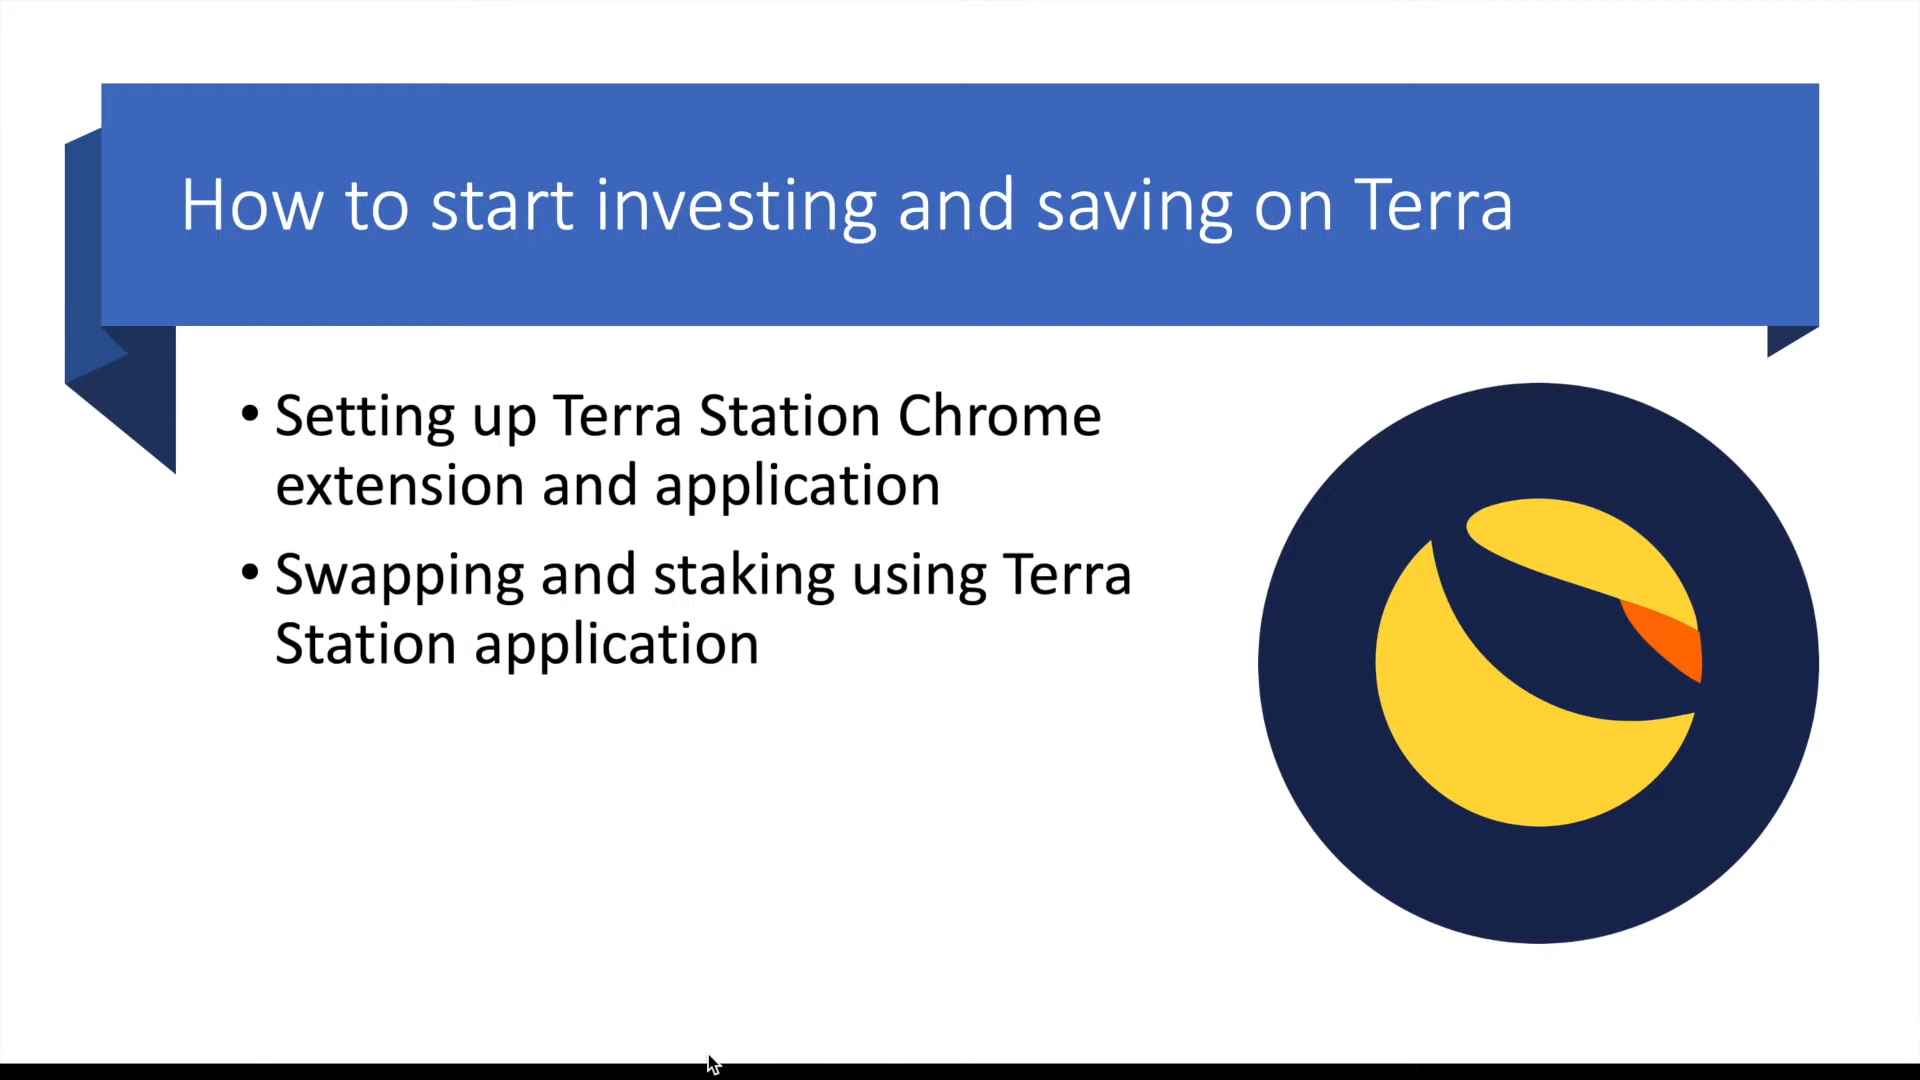 How to start investing and saving on Terra
• Setting up Terra Station Chrome
extension and application
• Swapping and staking using Terra
Station application